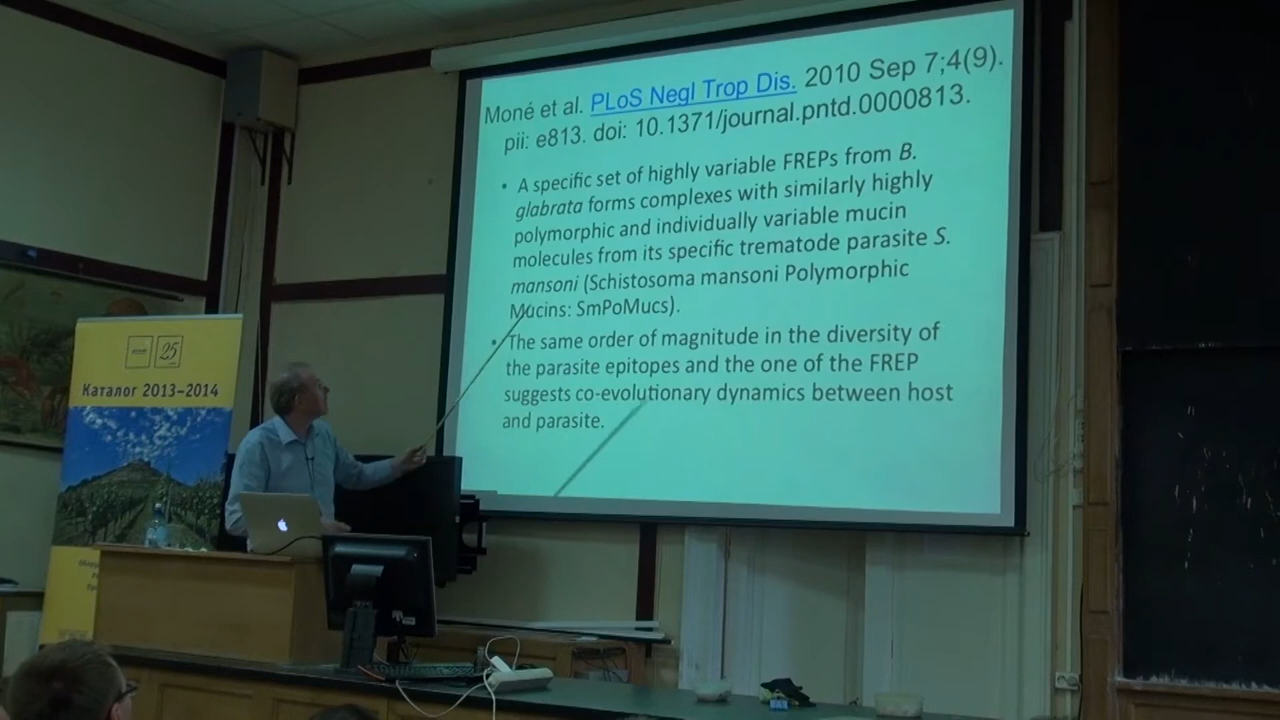 Moné et al. PLoS Negl Trop Dis. 2010 Sep 7;4(9).
pii: e813. doi: 10.1371/journal.pntd.0000813.
• A specific set of highly variable FREPs from B.
glabrata forms complexes with similarly highly
polymorphic and individually variable mucin
molecules from its specific trematode parasite S.
mansoni (Schistosoma mansoni Polymorphic
Mucins: SmPoMucs).
• The same order of magnitude in the diversity of
the parasite epitopes and the one of the FREP
suggests co-evolutionary dynamics between host
and parasite.
25
Каталог 2013–2014